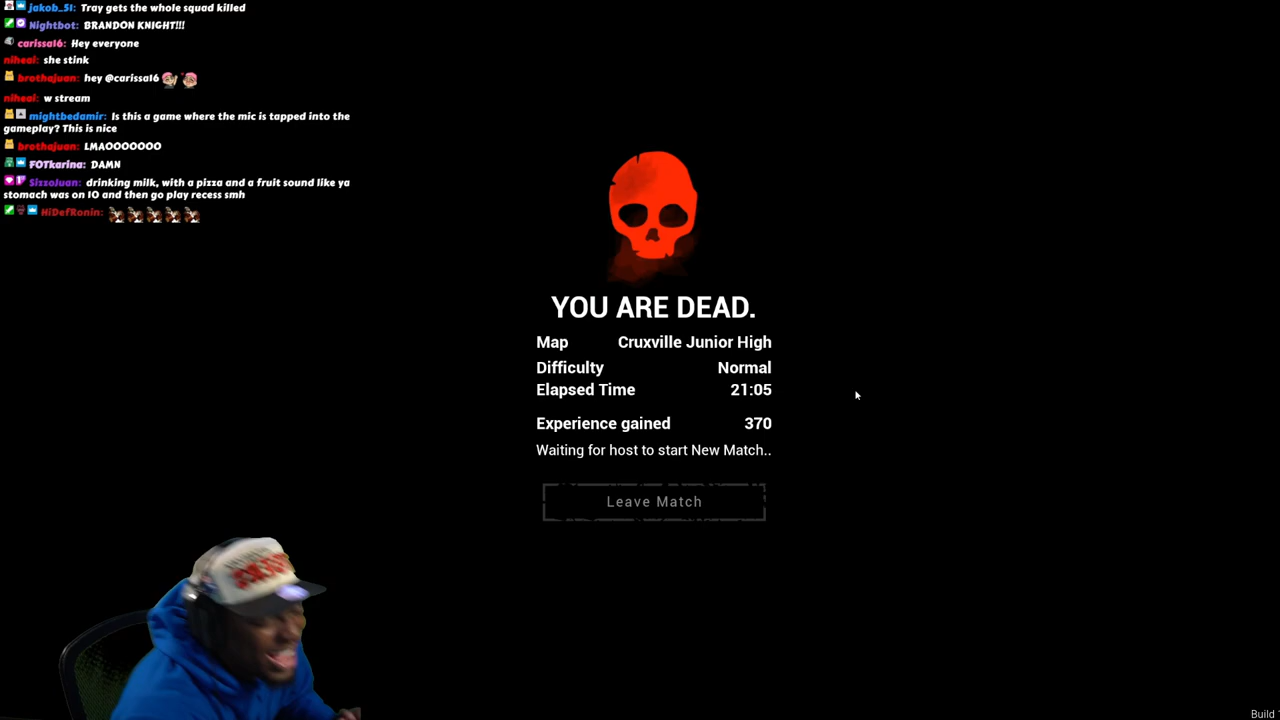 jakob_51: Tray gets the whole squad killed
Nightbot: BRANDON KNIGHT!!!
carissa16: Hey everyone
niheai: she stink
brothajuan: hey @carissa16
niheai: w stream
mightbedamir: Is this a game where the mic is tapped into the
gameplay? This is nice
brothajuan: LMAOOOOOOO
FOTkarina: DAMN
SizzoJuan: drinking milk, with a pizza and a fruit sound like ya
stomach was on 10 and then go play recess smh
HiDefRonin:
YOU ARE DEAD.
Map Cruxville Junior High
Difficulty Normal
Elapsed Time 21:05
Experience gained 370
Waiting for host to start New Match..
Leave Match
Build